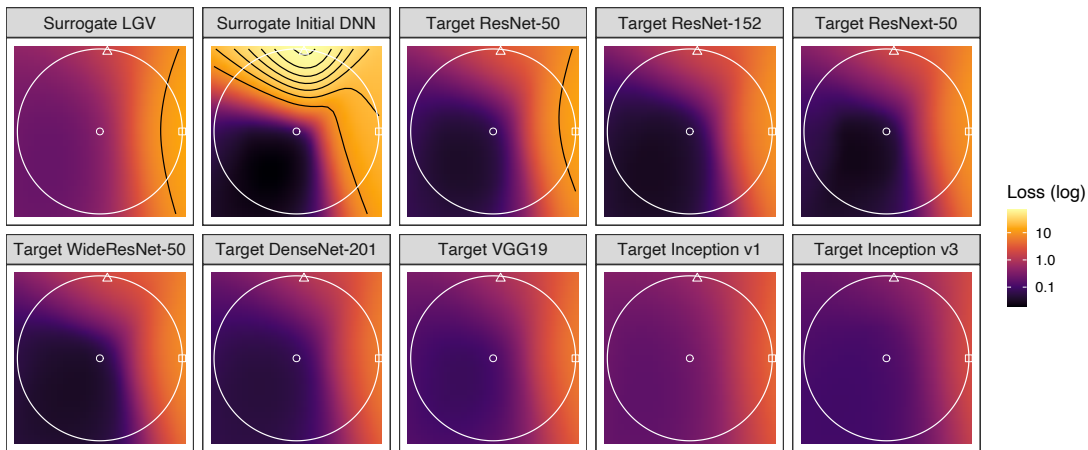 Surrogate LGV
Surrogate Initial DNN
Target ResNet-50
Target ResNet-152
Target ResNext-50
Target WideResNet-50
Target DenseNet-201
Target VGG19
Target Inception v1
Target Inception v3
Loss (log)
10
1.0
0.1